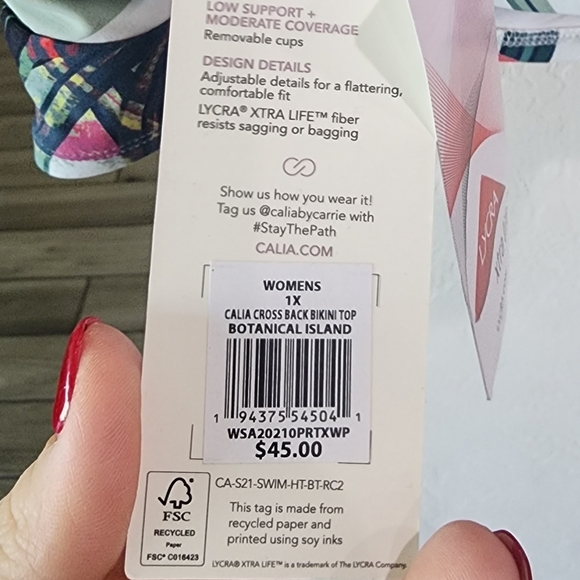 LOW SUPPORT +
MODERATE COVERAGE
Removable cups
DESIGN DETAILS
Adjustable details for a flattering,
comfortable fit
LYCRA® XTRA LIFE™ fiber
resists sagging or bagging
Show us how you wear it!
Tag us @caliabycarrie with
#StayThePath
CALIA.COM
WOMENS
1X
CALIA CROSS BACK BIKINI TOP
BOTANICAL ISLAND
1 94375 54504 1
WSA20210PRTXWP
$45.00
CA-S21-SWIM-HT-BT-RC2
FSC
RECYCLED
Paper
FSC® C016423
This tag is made from
recycled paper and
printed using soy inks
LYCRA® XTRA LIFE™ is a trademark of The LYCRA Company.
LYCRA